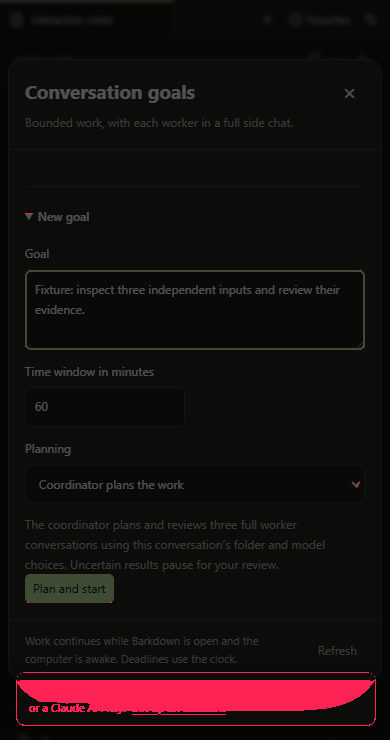 Interaction notes
Favorites
Conversation goals
Bounded work, with each worker in a full side chat.
New goal
Goal
Fixture: inspect three independent inputs and review their
evidence.
Time window in minutes
60
Planning
Coordinator plans the work
The coordinator plans and reviews three full worker
conversations using this conversation's folder and model
choices. Uncertain results pause for your review.
Plan and start
Work continues while Barkdown is open and the
computer is awake. Deadlines use the clock.
Refresh
or a Claude